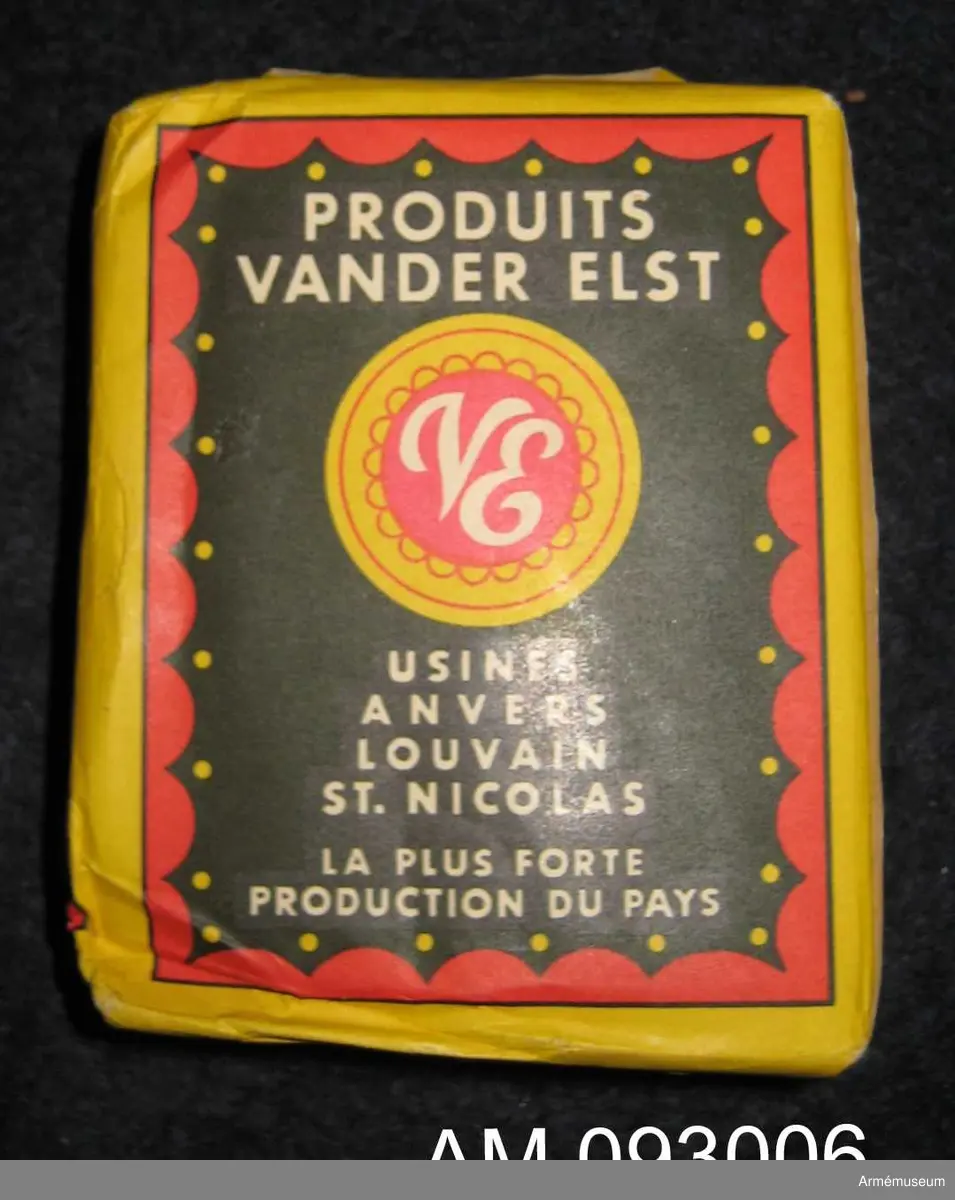 PRODUITS
VANDER ELST
VE
USINES
ANVERS
LOUVAIN
ST. NICOLAS
LA PLUS FORTE
PRODUCTION DU PAYS
AM 093006
Armémuseum